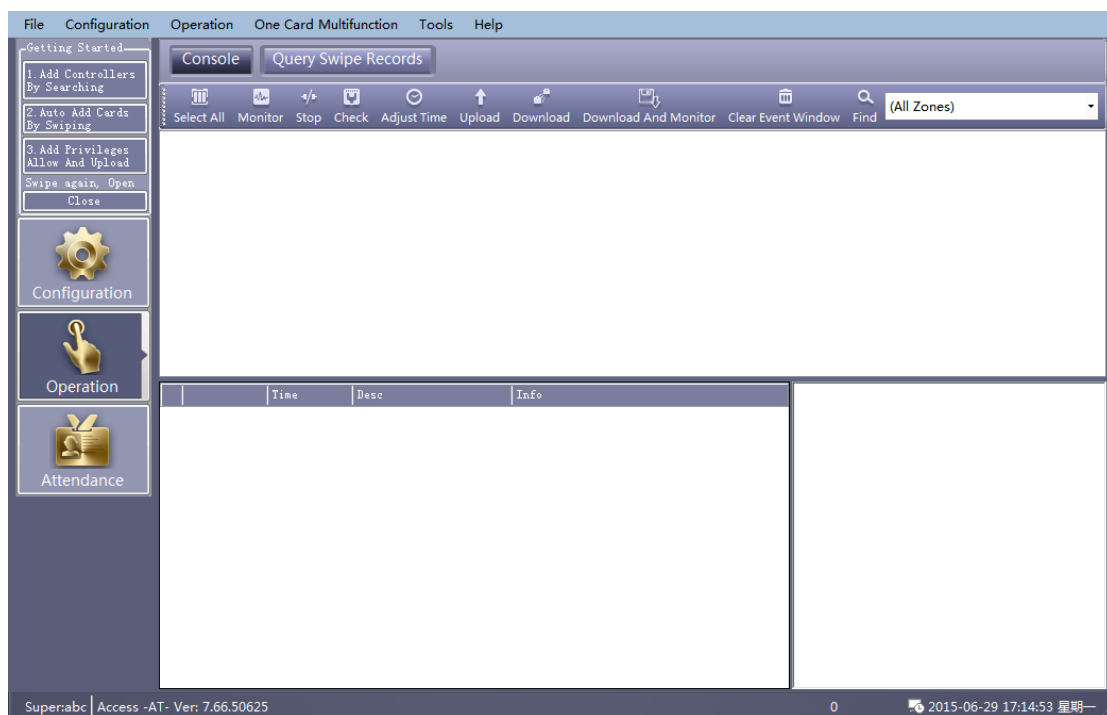 File Configuration Operation One Card Multifunction Tools Help
Getting Started
1. Add Controllers
By Searching
2. Auto Add Cards
By Swiping
3. Add Privileges
Allow And Upload
Swipe again, Open
Close
Configuration
Operation
Attendance
Console Query Swipe Records
Select All Monitor Stop Check Adjust Time Upload Download Download And Monitor Clear Event Window Find (All Zones)
Time Desc Info
Super:abc Access -AT- Ver: 7.66.50625 0 2015-06-29 17:14:53 星期一